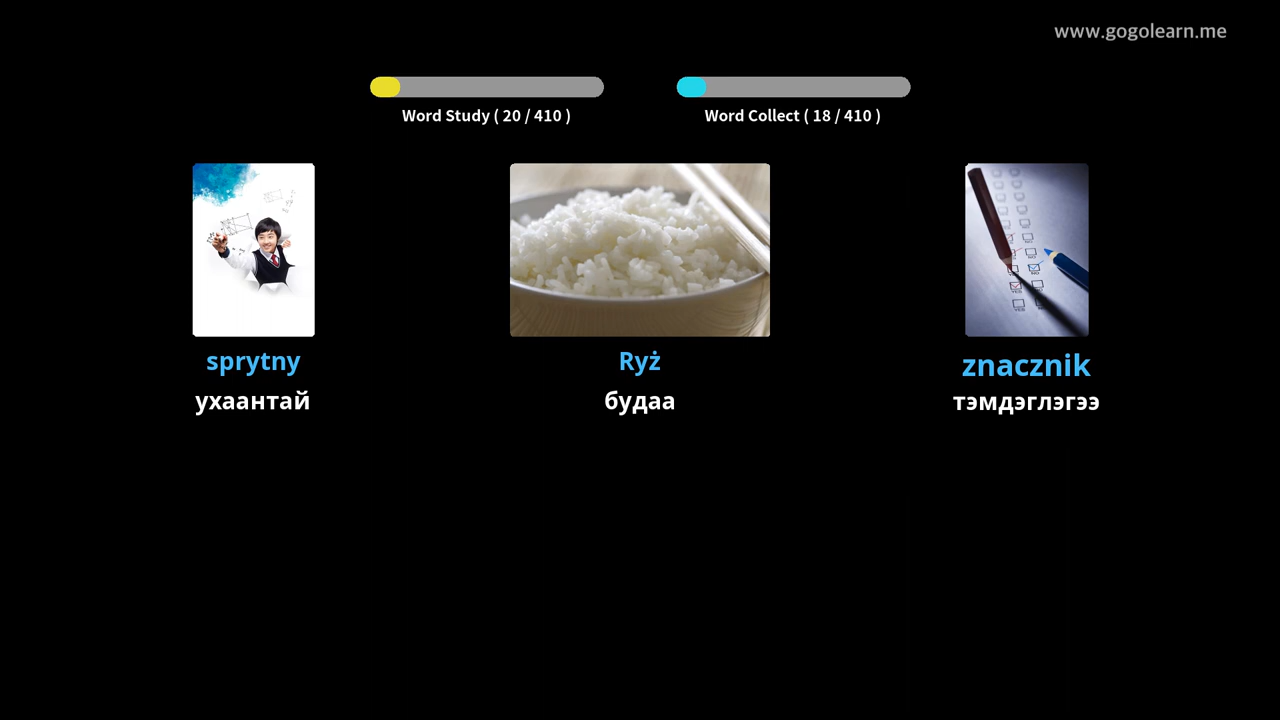 www.gogolearn.me
Word Study ( 20 / 410 )
Word Collect ( 18 / 410 )
sprytny
ухаантай
Ryż
будаа
znacznik
тэмдэглэгээ